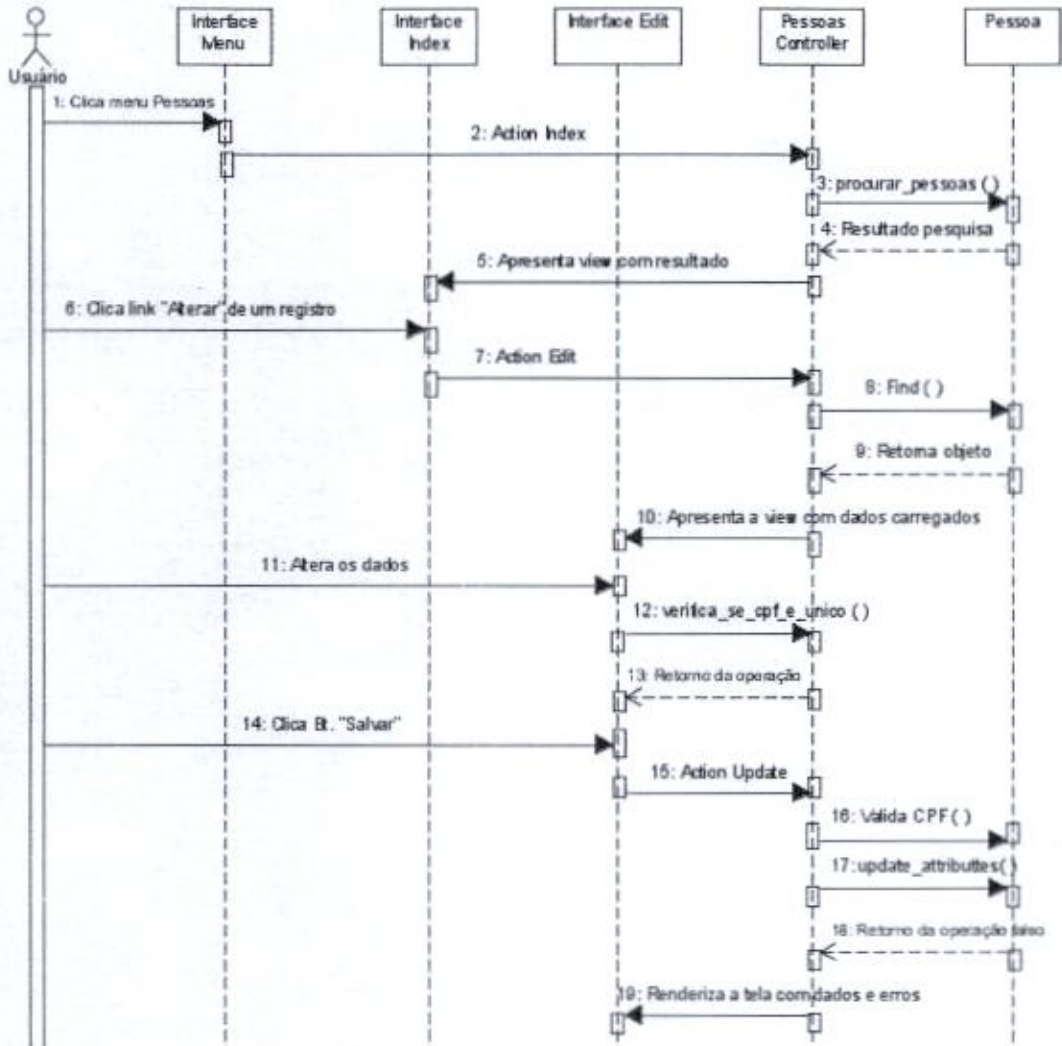 Interface
Menu
Interface
Index
Interface Edit
Pessoas
Controller
Pessoa
Usuário
1: Clica menu Pessoas
2: Action Index
3: procurar_pessoas ( )
4: Resultado pesquisa
5: Apresenta view com resultado
6: Clica link "Alterar" de um registro
7: Action Edit
8: Find ( )
9: Retorna objeto
10: Apresenta a view com dados carregados
11: Altera os dados
12: verifica_se_cpf_e_unico ( )
13: Retorno da operação
14: Clica Bt. "Salvar"
15: Action Update
16: Valida CPF ( )
17: update_attributtes( )
18: Retorno da operação falso
19: Renderiza a tela com dados e erros